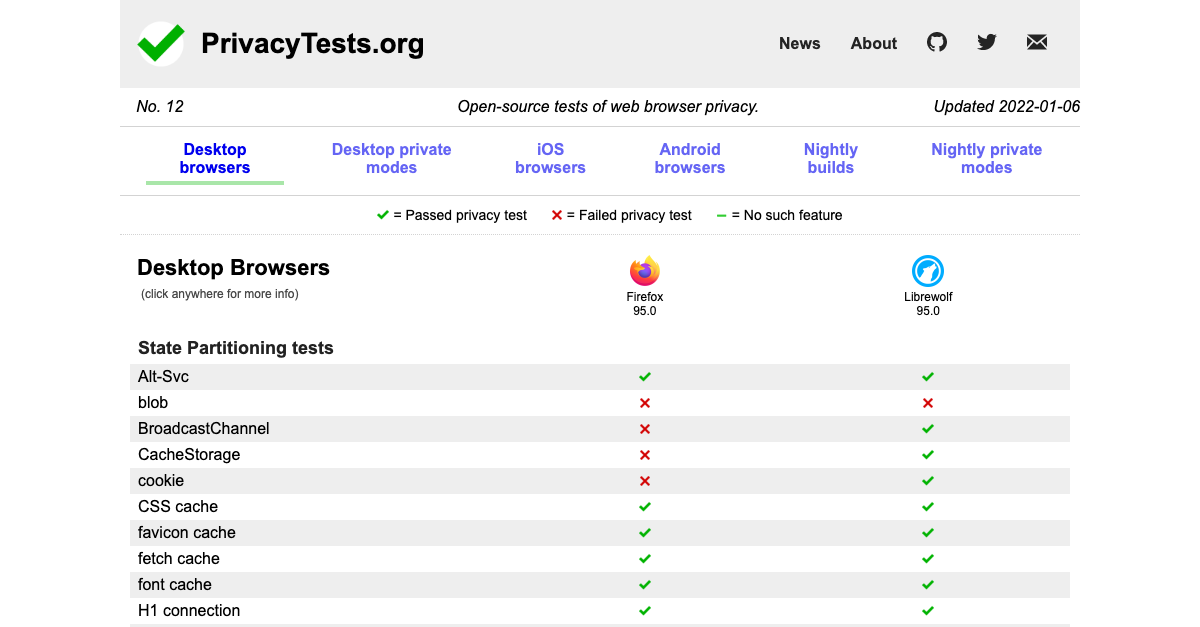 PrivacyTests.org
News About
No. 12 Open-source tests of web browser privacy. Updated 2022-01-06
Desktop browsers
Desktop private modes
iOS browsers
Android browsers
Nightly builds
Nightly private modes
= Passed privacy test = Failed privacy test = No such feature
Desktop Browsers
(click anywhere for more info)
Firefox
95.0
Librewolf
95.0
State Partitioning tests
Alt-Svc
blob
BroadcastChannel
CacheStorage
cookie
CSS cache
favicon cache
fetch cache
font cache
H1 connection